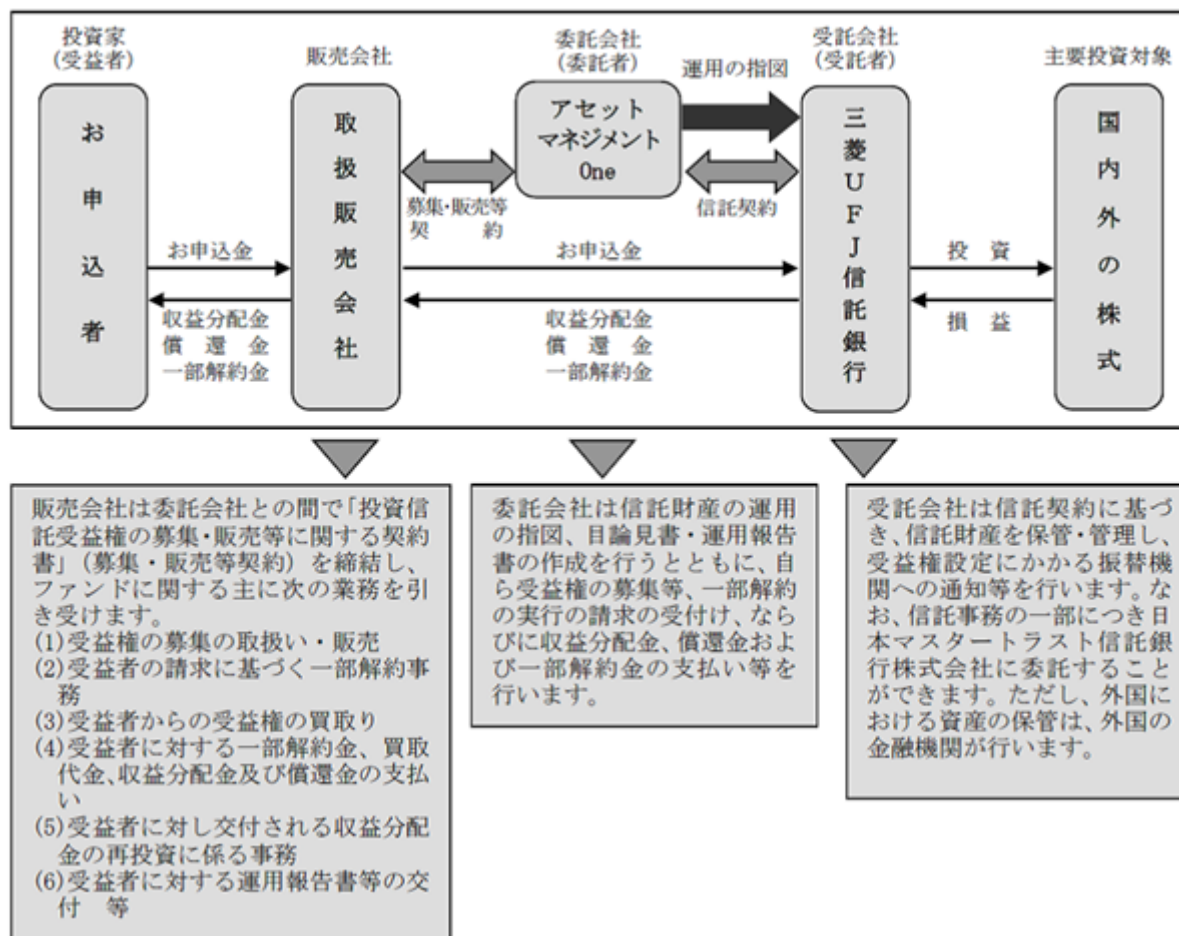 投資家
(受益者)
販売会社
委託会社
(委託者)
受託会社
(受託者)
主要投資対象
運用の指図
お申込者
取扱販売会社
アセット
マネジメント
One
三菱UFJ信託銀行
国内外の株式
募集・販売等
契　約
信託契約
お申込金
お申込金
投　資
収益分配金
償　還　金
一部解約金
収益分配金
償　還　金
一部解約金
損　益
販売会社は委託会社との間で「投資信
託受益権の募集・販売等に関する契約
書」（募集・販売等契約）を締結し、
ファンドに関する主に次の業務を引
き受けます。
(1)受益権の募集の取扱い・販売
(2)受益者の請求に基づく一部解約事
務
(3)受益者からの受益権の買取り
(4)受益者に対する一部解約金、買取
代金、収益分配金及び償還金の支払
い
(5)受益者に対し交付される収益分配
金の再投資に係る事務
(6)受益者に対する運用報告書等の交
付　等
委託会社は信託財産の運用
の指図、目論見書・運用報告
書の作成を行うとともに、自
ら受益権の募集等、一部解約
の実行の請求の受付け、なら
びに収益分配金、償還金およ
び一部解約金の支払い等を
行います。
受託会社は信託契約に基づ
き、信託財産を保管・管理し、
受益権設定にかかる振替機
関への通知等を行います。な
お、信託事務の一部につき日
本マスタートラスト信託銀
行株式会社に委託すること
ができます。ただし、外国に
おける資産の保管は、外国の
金融機関が行います。